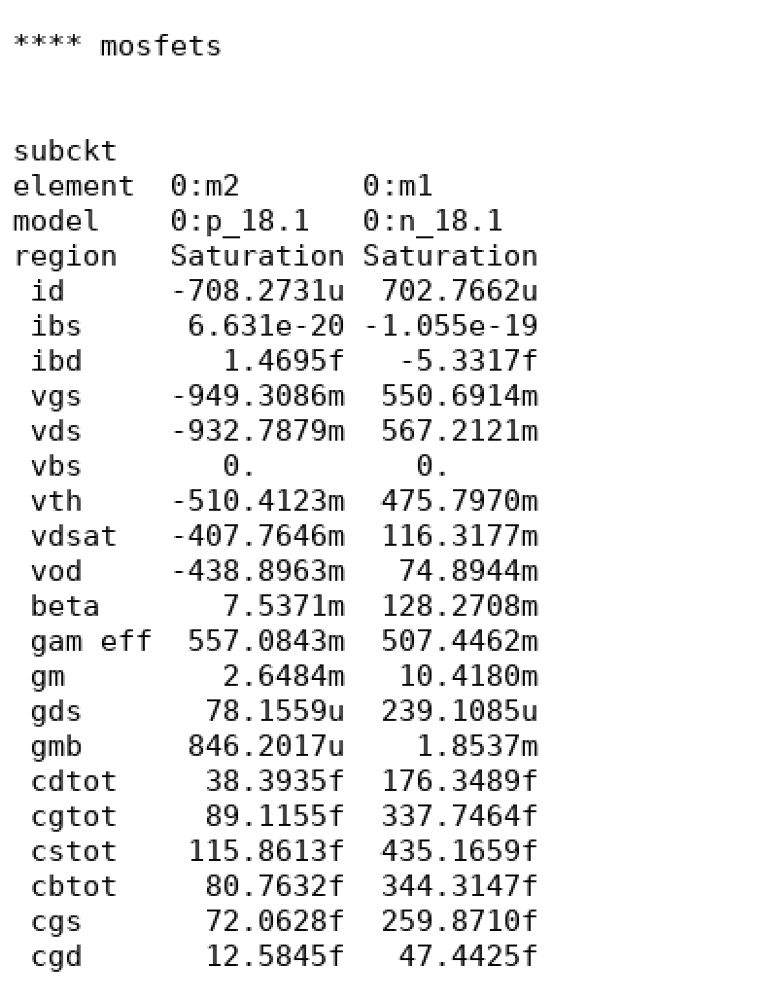 **** mosfets
subckt
element  0:m2       0:m1
model    0:p_18.1   0:n_18.1
region   Saturation Saturation
 id      -708.2731u  702.7662u
 ibs       6.631e-20 -1.055e-19
 ibd         1.4695f   -5.3317f
 vgs     -949.3086m  550.6914m
 vds     -932.7879m  567.2121m
 vbs         0.         0.
 vth     -510.4123m  475.7970m
 vdsat   -407.7646m  116.3177m
 vod     -438.8963m   74.8944m
 beta        7.5371m  128.2708m
 gam eff  557.0843m  507.4462m
 gm          2.6484m   10.4180m
 gds        78.1559u  239.1085u
 gmb       846.2017u    1.8537m
 cdtot      38.3935f  176.3489f
 cgtot      89.1155f  337.7464f
 cstot     115.8613f  435.1659f
 cbtot      80.7632f  344.3147f
 cgs        72.0628f  259.8710f
 cgd        12.5845f   47.4425f